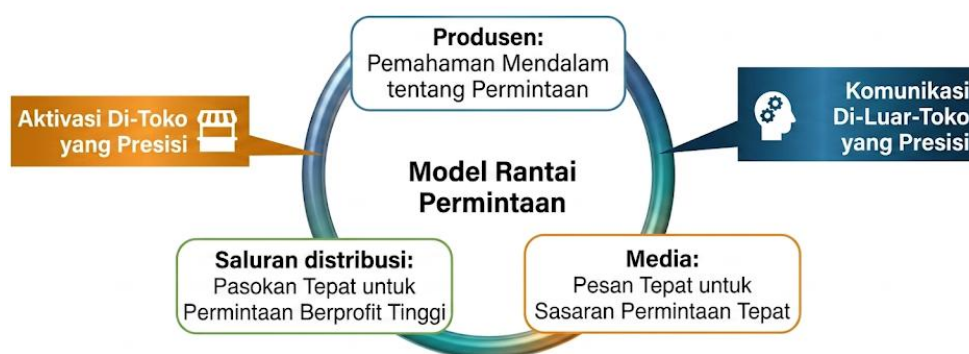 Produsen:
Pemahaman Mendalam
tentang Permintaan
Aktivasi Di-Toko
yang Presisi
Komunikasi
Di-Luar-Toko
yang Presisi
Model Rantai
Permintaan
Saluran distribusi:
Pasokan Tepat untuk
Permintaan Berprofit Tinggi
Media:
Pesan Tepat untuk
Sasaran Permintaan Tepat